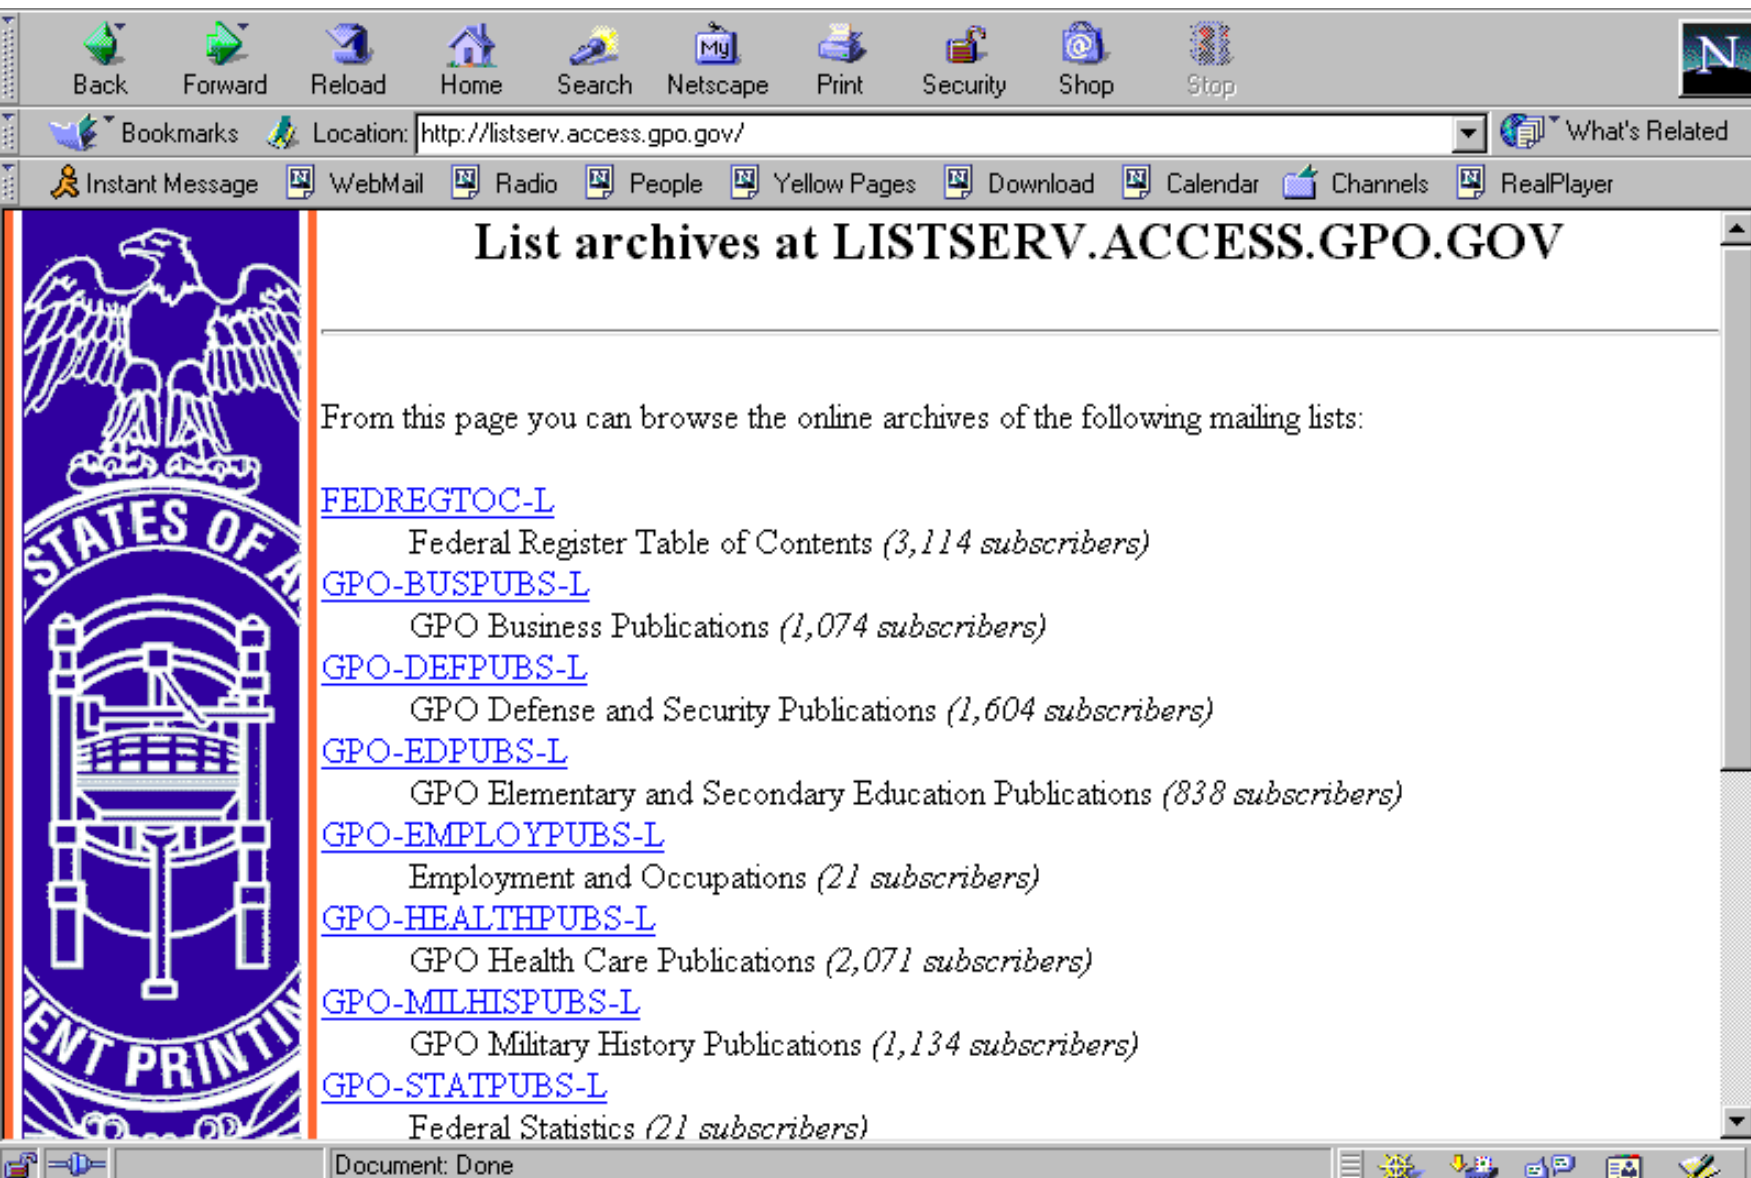 Back Forward Reload Home Search Netscape Print Security Shop Stop
My
N
Bookmarks Location: http://listserv.access.gpo.gov/ What's Related
Instant Message WebMail Radio People Yellow Pages Download Calendar Channels RealPlayer
List archives at LISTSERV.ACCESS.GPO.GOV
From this page you can browse the online archives of the following mailing lists:
FEDREGTOC-L
Federal Register Table of Contents (3,114 subscribers)
GPO-BUSPUBS-L
GPO Business Publications (1,074 subscribers)
GPO-DEFPUBS-L
GPO Defense and Security Publications (1,604 subscribers)
GPO-EDPUBS-L
GPO Elementary and Secondary Education Publications (838 subscribers)
GPO-EMPLOYPUBS-L
Employment and Occupations (21 subscribers)
GPO-HEALTHPUBS-L
GPO Health Care Publications (2,071 subscribers)
GPO-MILHISPUBS-L
GPO Military History Publications (1,134 subscribers)
GPO-STATPUBS-L
Federal Statistics (21 subscribers)
STATES OF A
MENT PRINTIN
Document: Done